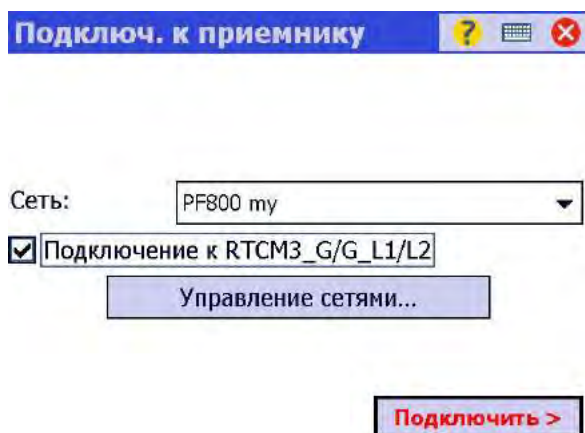 Подключ. к приемнику ?
Сеть: PF800 my
Подключение к RTCM3_G/G_L1/L2
Управление сетями...
Подключить >